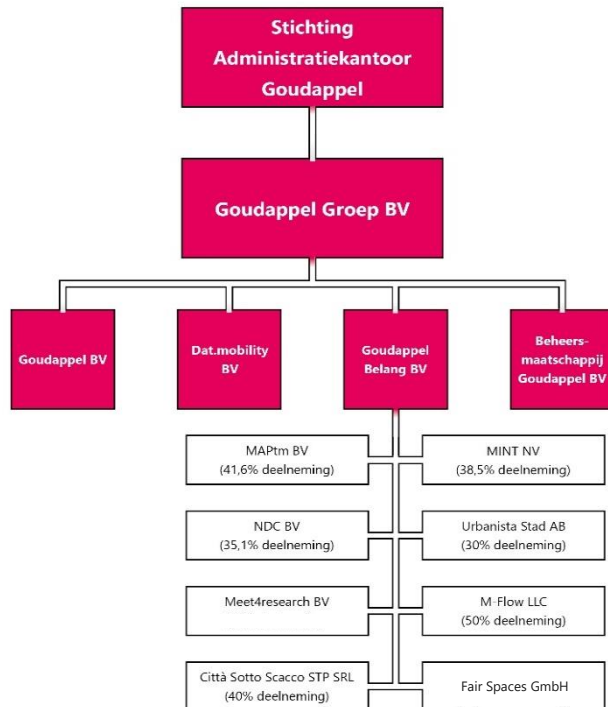 Stichting
Administratiekantoor
Goudappel
Goudappel Groep BV
Goudappel BV
Dat.mobility
BV
Goudappel
Belang BV
Beheers-
maatschappij
Goudappel BV
MAPtm BV
(41,6% deelneming)
MINT NV
(38,5% deelneming)
NDC BV
(35,1% deelneming)
Urbanista Stad AB
(30% deelneming)
Meet4research BV
M-Flow LLC
(50% deelneming)
Città Sotto Scacco STP SRL
(40% deelneming)
Fair Spaces GmbH